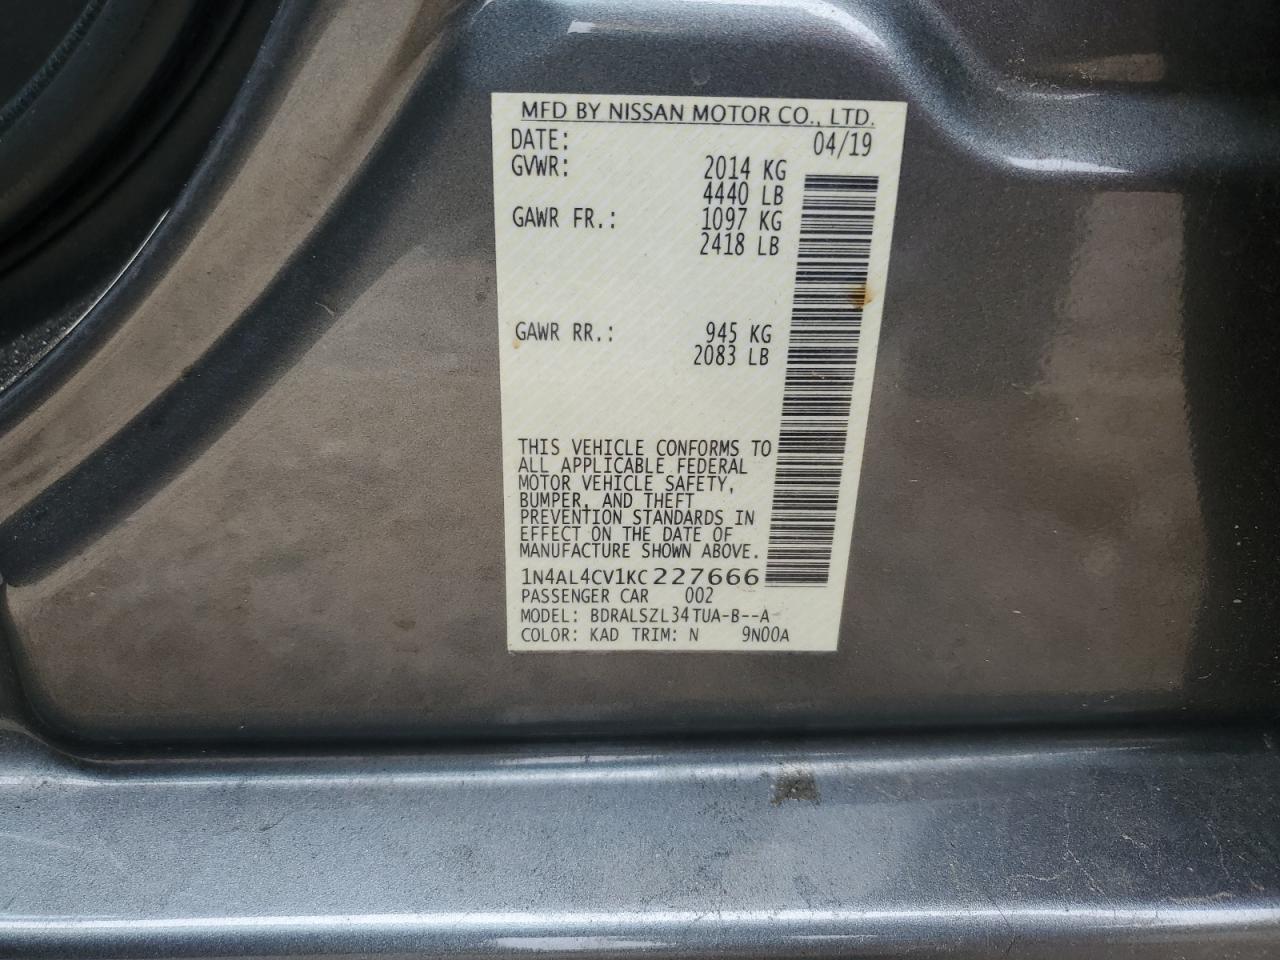 MFD BY NISSAN MOTOR CO., LTD.
DATE: 04/19
GVWR: 2014 KG
4440 LB
GAWR FR.: 1097 KG
2418 LB
GAWR RR.: 945 KG
2083 LB
THIS VEHICLE CONFORMS TO
ALL APPLICABLE FEDERAL
MOTOR VEHICLE SAFETY,
BUMPER, AND THEFT
PREVENTION STANDARDS IN
EFFECT ON THE DATE OF
MANUFACTURE SHOWN ABOVE.
1N4AL4CV1KC227666
PASSENGER CAR 002
MODEL: BDRALSZL34TUA-B--A-
COLOR: KAD TRIM: N 9N00A